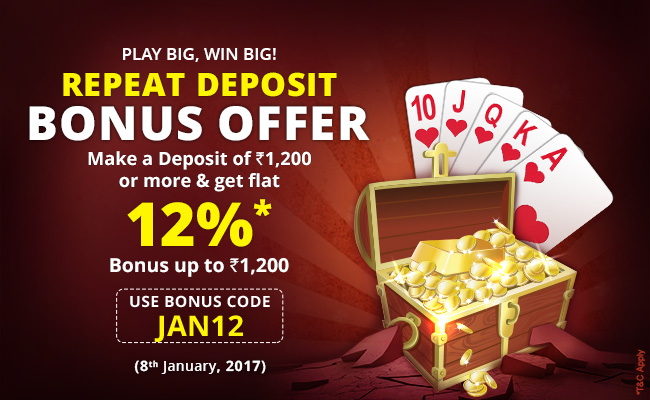 PLAY BIG, WIN BIG!
REPEAT DEPOSIT
BONUS OFFER
Make a Deposit of ₹1,200
or more & get flat
12%*
Bonus up to ₹1,200
USE BONUS CODE
JAN12
(8th January, 2017)
10
J
Q
K
A
*T&C Apply